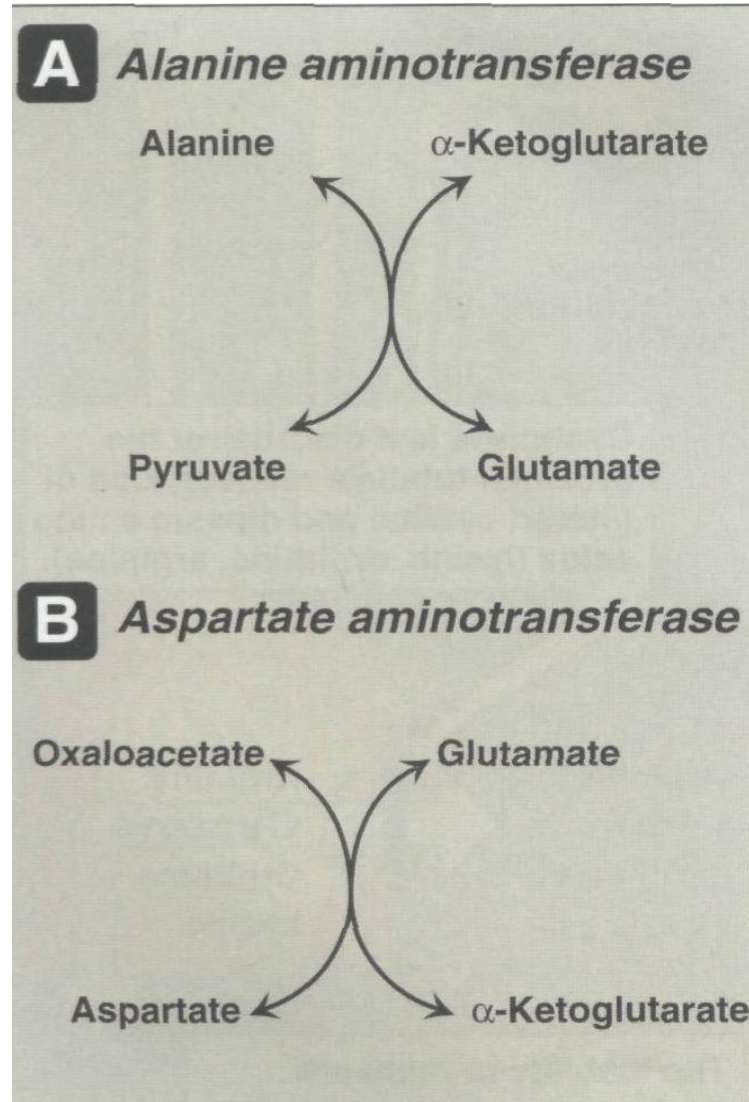 A Alanine aminotransferase
Alanine α-Ketoglutarate
Pyruvate Glutamate
B Aspartate aminotransferase
Oxaloacetate Glutamate
Aspartate α-Ketoglutarate